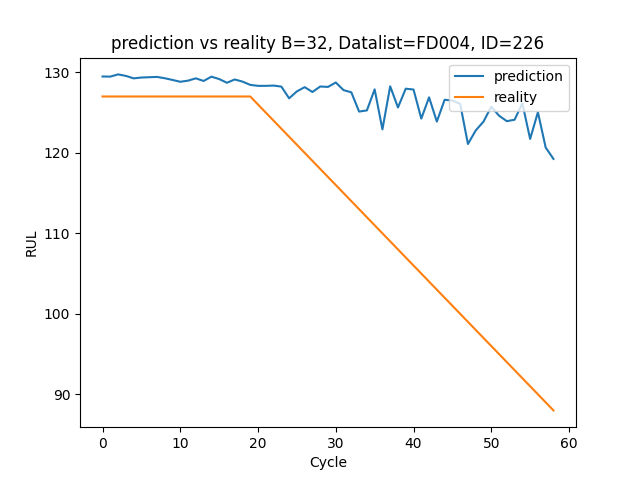 prediction vs reality B=32, Datalist=FD004, ID=226
prediction
reality
RUL
130
120
110
100
90
0 10 20 30 40 50 60
Cycle